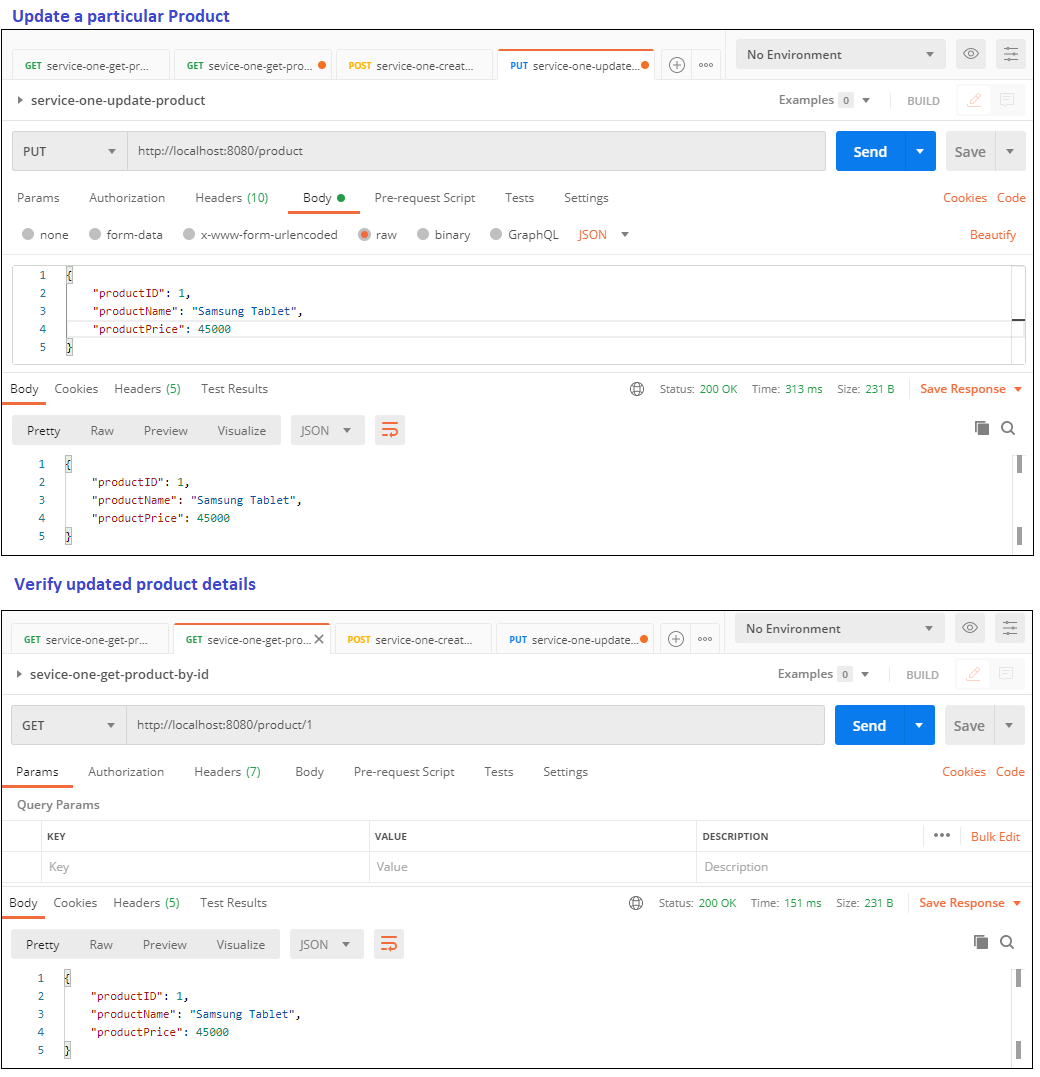 Update a particular Product
GET service-one-get-pr...
GET sevice-one-get-pro...
POST service-one-creat...
PUT service-one-update...
No Environment
service-one-update-product
Examples 0
BUILD
PUT
http://localhost:8080/product
Send
Save
Params Authorization Headers (10) Body Pre-request Script Tests Settings Cookies Code
none form-data x-www-form-urlencoded raw binary GraphQL JSON Beautify
1 {
2 "productID": 1,
3 "productName": "Samsung Tablet",
4 "productPrice": 45000
5 }
Body Cookies Headers (5) Test Results Status: 200 OK Time: 313 ms Size: 231 B Save Response
Pretty Raw Preview Visualize JSON
1 {
2 "productID": 1,
3 "productName": "Samsung Tablet",
4 "productPrice": 45000
5 }
Verify updated product details
GET service-one-get-pr...
GET sevice-one-get-pro...
POST service-one-creat...
PUT service-one-update...
No Environment
sevice-one-get-product-by-id
Examples 0
BUILD
GET
http://localhost:8080/product/1
Send
Save
Params Authorization Headers (7) Body Pre-request Script Tests Settings Cookies Code
Query Params
KEY VALUE DESCRIPTION Bulk Edit
Key Value Description
Body Cookies Headers (5) Test Results Status: 200 OK Time: 151 ms Size: 231 B Save Response
Pretty Raw Preview Visualize JSON
1 {
2 "productID": 1,
3 "productName": "Samsung Tablet",
4 "productPrice": 45000
5 }